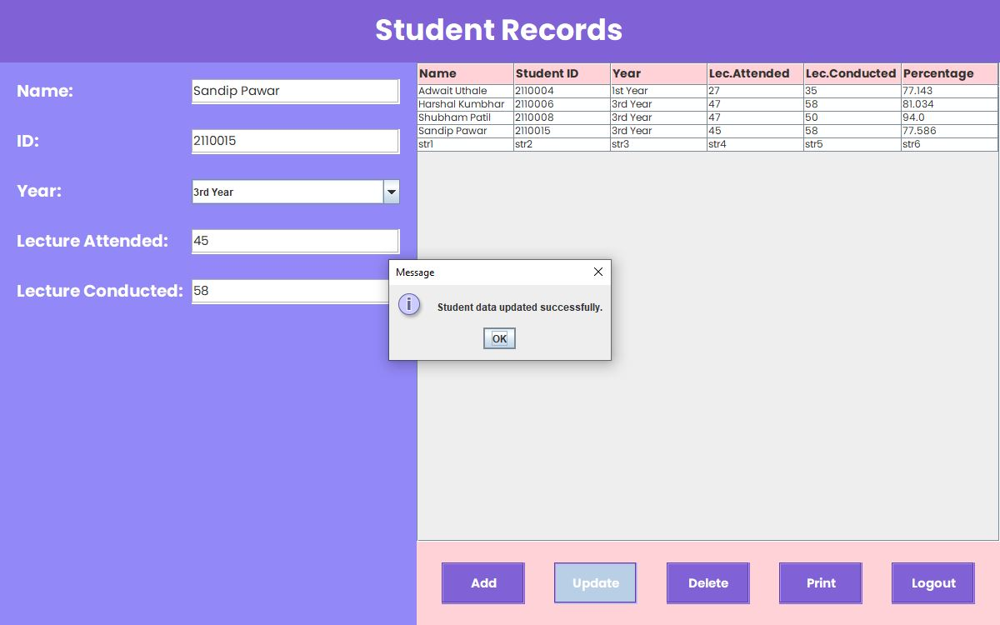 Student Records
Name: Sandip Pawar
ID: 2110015
Year: 3rd Year
Lecture Attended: 45
Lecture Conducted: 58
Name Student ID Year Lec.Attended Lec.Conducted Percentage
Adwait Uthale 2110004 1st Year 27 35 77.143
Harshal Kumbhar 2110006 3rd Year 47 58 81.034
Shubham Patil 2110008 3rd Year 47 50 94.0
Sandip Pawar 2110015 3rd Year 45 58 77.586
str1 str2 str3 str4 str5 str6
Message
Student data updated successfully.
OK
Add Update Delete Print Logout